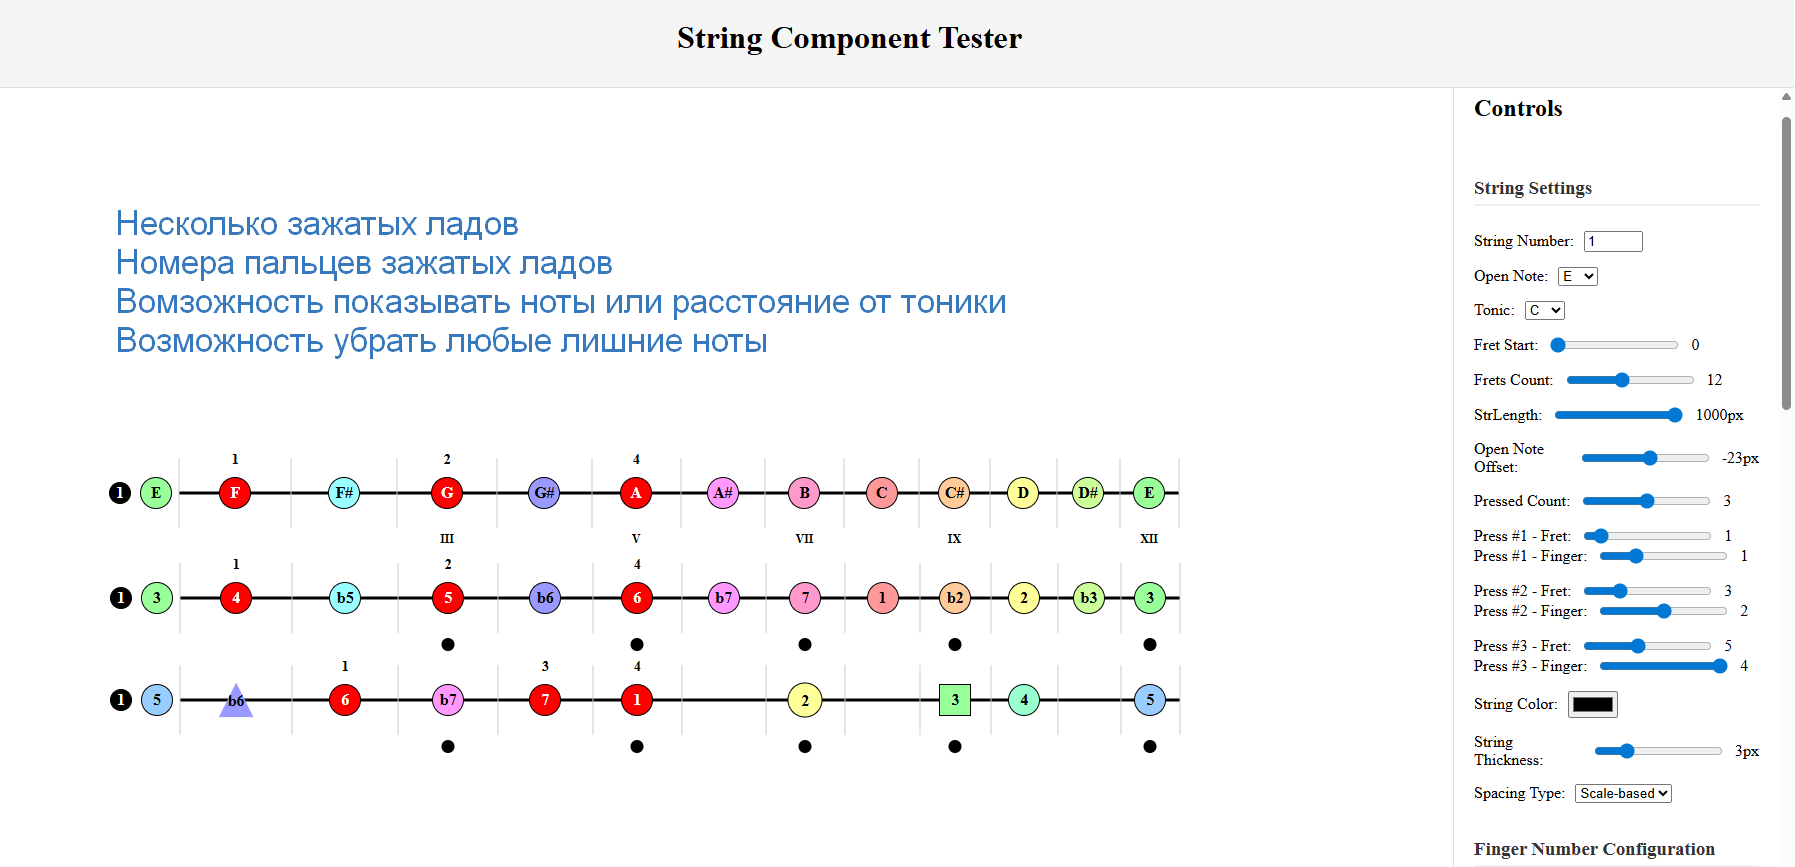 String Component Tester
Несколько зажатых ладов
Номера пальцев зажатых ладов
Вомзожность показывать ноты или расстояние от тоники
Возможность убрать любые лишние ноты
1 2 4
1 E F F# G G# A A# B C C# D D# E
III V VII IX XII
1 2 4
1 3 4 b5 5 b6 6 b7 7 1 b2 2 b3 3
1 3 4
1 5 b6 6 b7 7 1 2 3 4 5
Controls
String Settings
String Number: 1
Open Note: E
Tonic: C
Fret Start: 0
Frets Count: 12
StrLength: 1000px
Open Note
Offset: -23px
Pressed Count: 3
Press #1 - Fret: 1
Press #1 - Finger: 1
Press #2 - Fret: 3
Press #2 - Finger: 2
Press #3 - Fret: 5
Press #3 - Finger: 4
String Color:
String
Thickness: 3px
Spacing Type: Scale-based
Finger Number Configuration